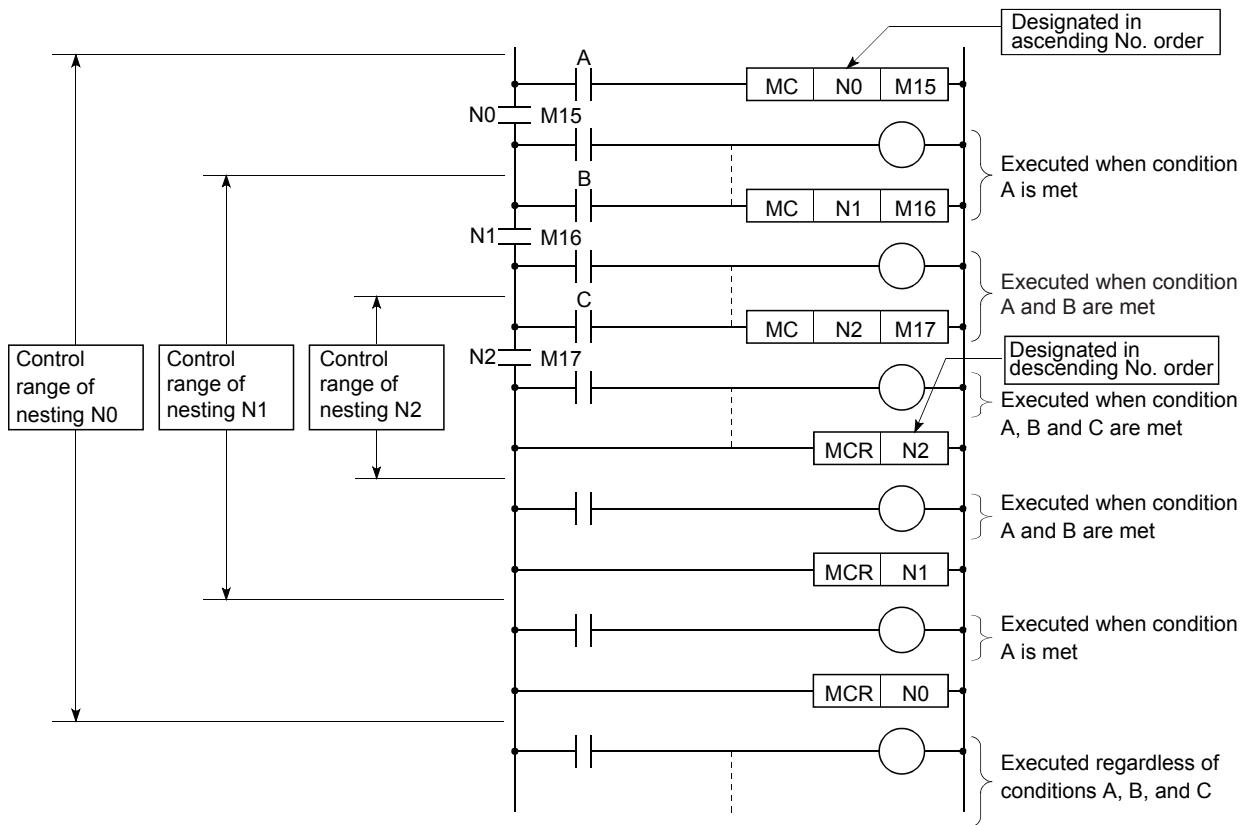 Designated in
ascending No. order
A
MC N0 M15
N0 M15
Executed when condition
A is met
B
MC N1 M16
N1 M16
Executed when condition
A and B are met
C
MC N2 M17
N2 M17
Designated in
descending No. order
Control
range of
nesting N0
Control
range of
nesting N1
Control
range of
nesting N2
Executed when condition
A, B and C are met
MCR N2
Executed when condition
A and B are met
MCR N1
Executed when condition
A is met
MCR N0
Executed regardless of
conditions A, B, and C